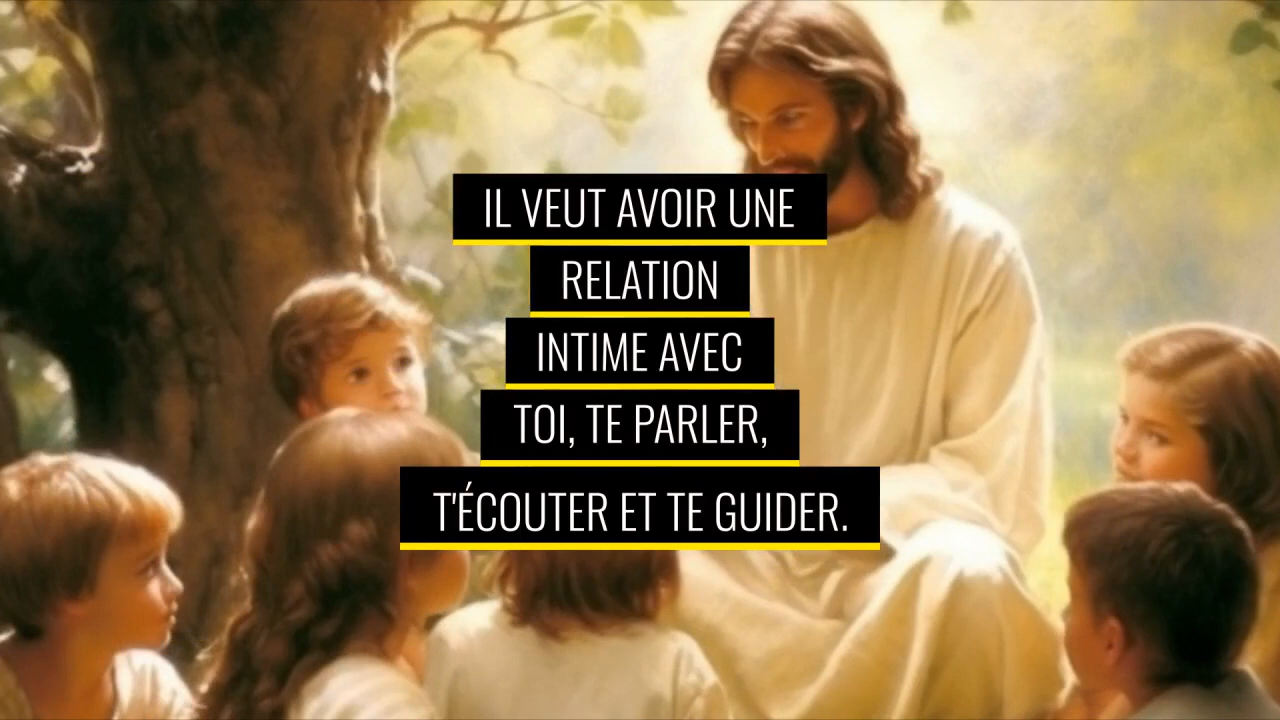 IL VEUT AVOIR UNE
RELATION
INTIME AVEC
TOI, TE PARLER,
T'ÉCOUTER ET TE GUIDER.